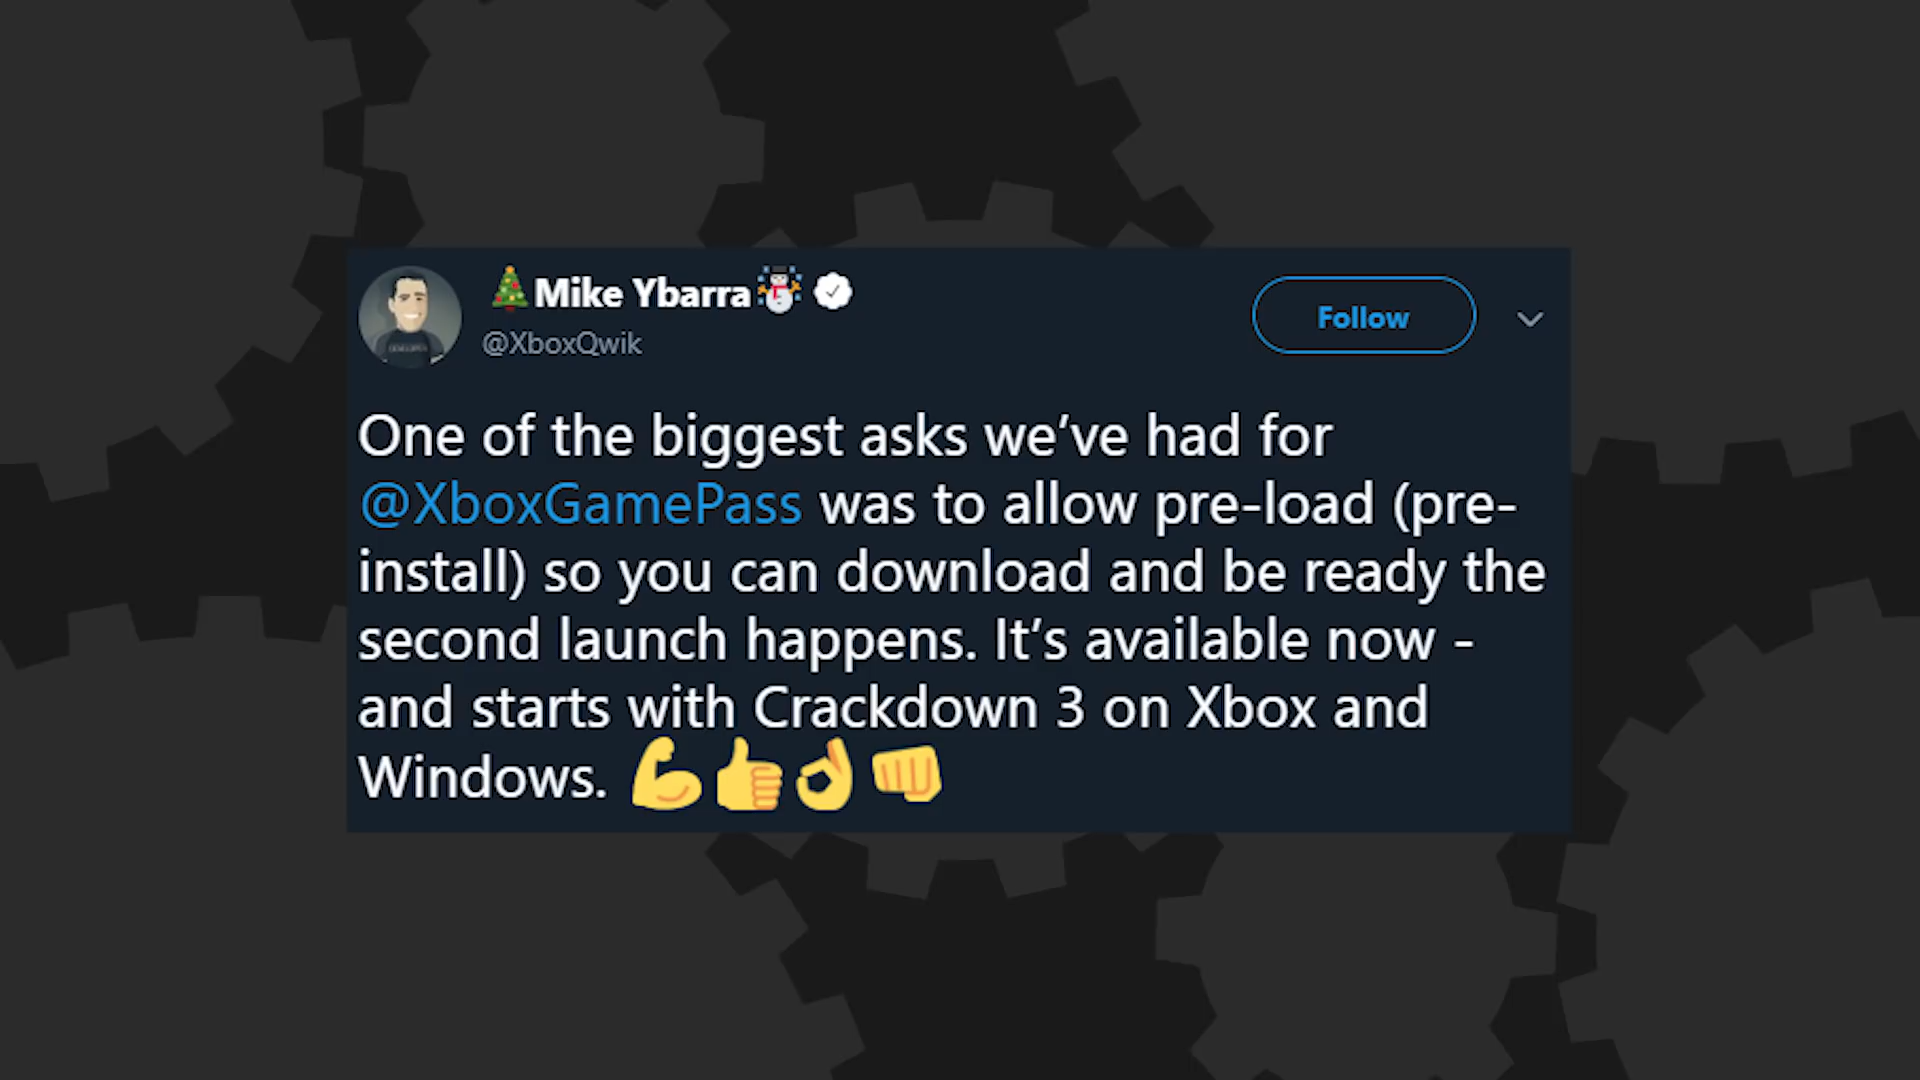 🎄Mike Ybarra☃️
@XboxQwik
Follow
One of the biggest asks we’ve had for
@XboxGamePass was to allow pre-load (pre-
install) so you can download and be ready the
second launch happens. It’s available now -
and starts with Crackdown 3 on Xbox and
Windows. 💪👍👌👊